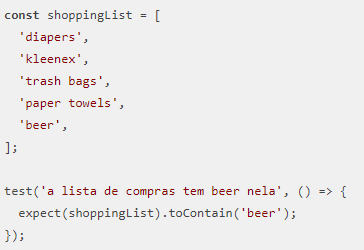 const shoppingList = [
  'diapers',
  'kleenex',
  'trash bags',
  'paper towels',
  'beer',
];

test('a lista de compras tem beer nela', () => {
  expect(shoppingList).toContain('beer');
});